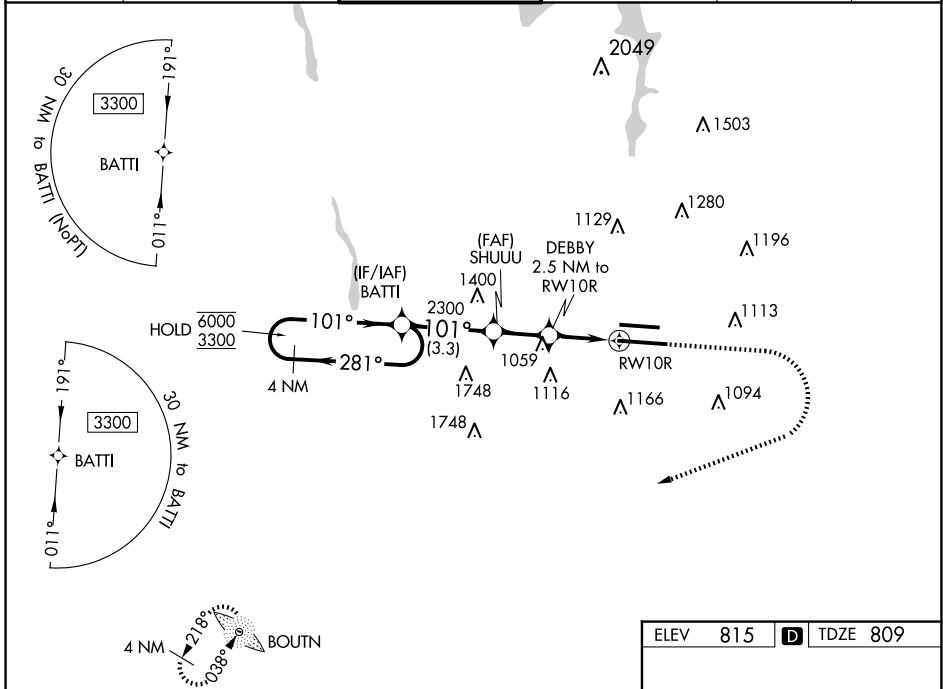 2049
1503
1280
1129
1196
1113
191°
3300
BATTI
011°
30 NM to BATTI (NoPT)
(IF/IAF)
BATTI
(FAF)
SHUUU
1400
DEBBY
2.5 NM to
RW10R
HOLD 6000
3300
101°
281°
4 NM
2300
101°
(3.3)
1059
1116
1748
1748
RW10R
1166
1094
191°
3300
BATTI
011°
30 NM to BATTI
4 NM
218°
038°
BOUTN
ELEV 815 D TDZE 809